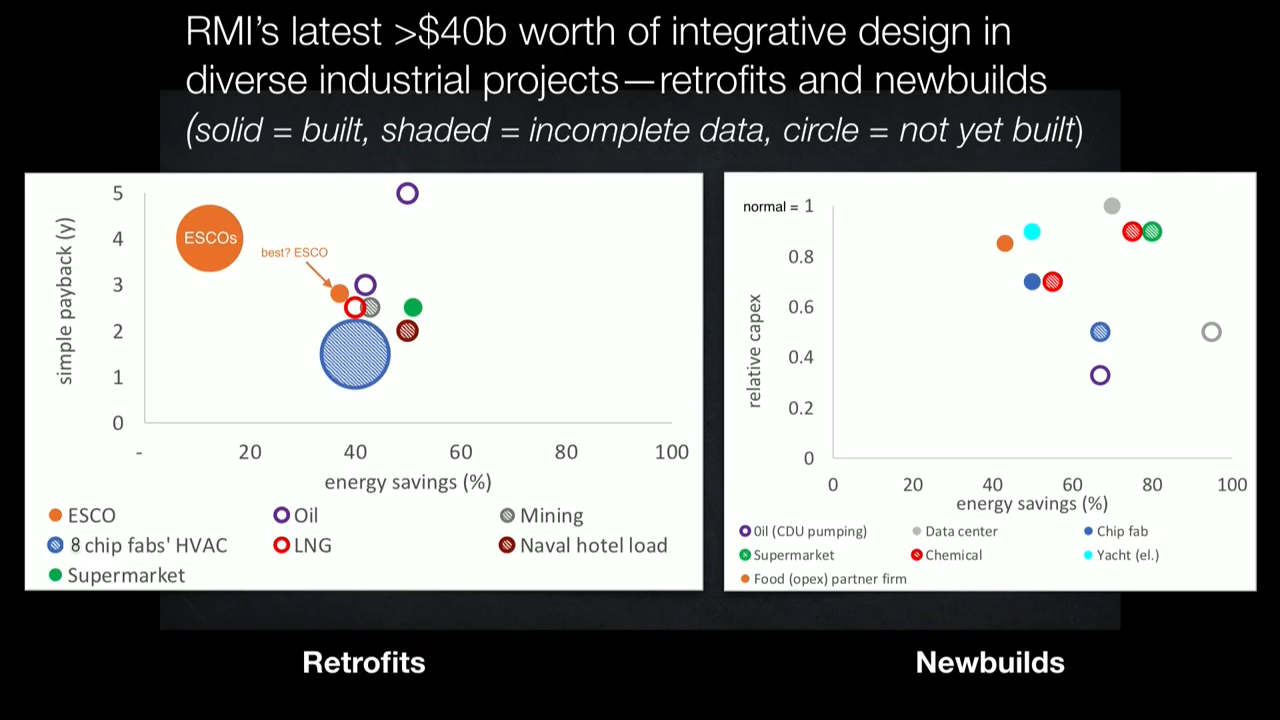 RMI's latest >$40b worth of integrative design in
diverse industrial projects—retrofits and newbuilds
(solid = built, shaded = incomplete data, circle = not yet built)
5
4
3
2
1
0
simple payback (y)
ESCOs
best? ESCO
- 20 40 60 80 100
energy savings (%)
ESCO Oil Mining
8 chip fabs' HVAC LNG Naval hotel load
Supermarket
normal = 1
0.8
0.6
0.4
0.2
0
relative capex
0 20 40 60 80 100
energy savings (%)
Oil (CDU pumping) Data center Chip fab
Supermarket Chemical Yacht (el.)
Food (opex) partner firm
Retrofits Newbuilds